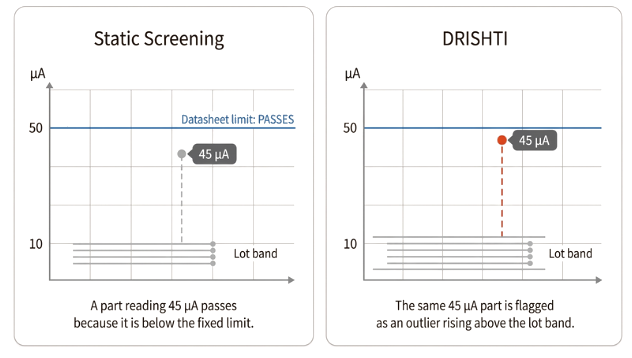 Static Screening
μA
Datasheet limit: PASSES
50
45 μA
10
Lot band
A part reading 45 μA passes
because it is below the fixed limit.
DRISHTI
μA
50
45 μA
10
Lot band
The same 45 μA part is flagged
as an outlier rising above the lot band.